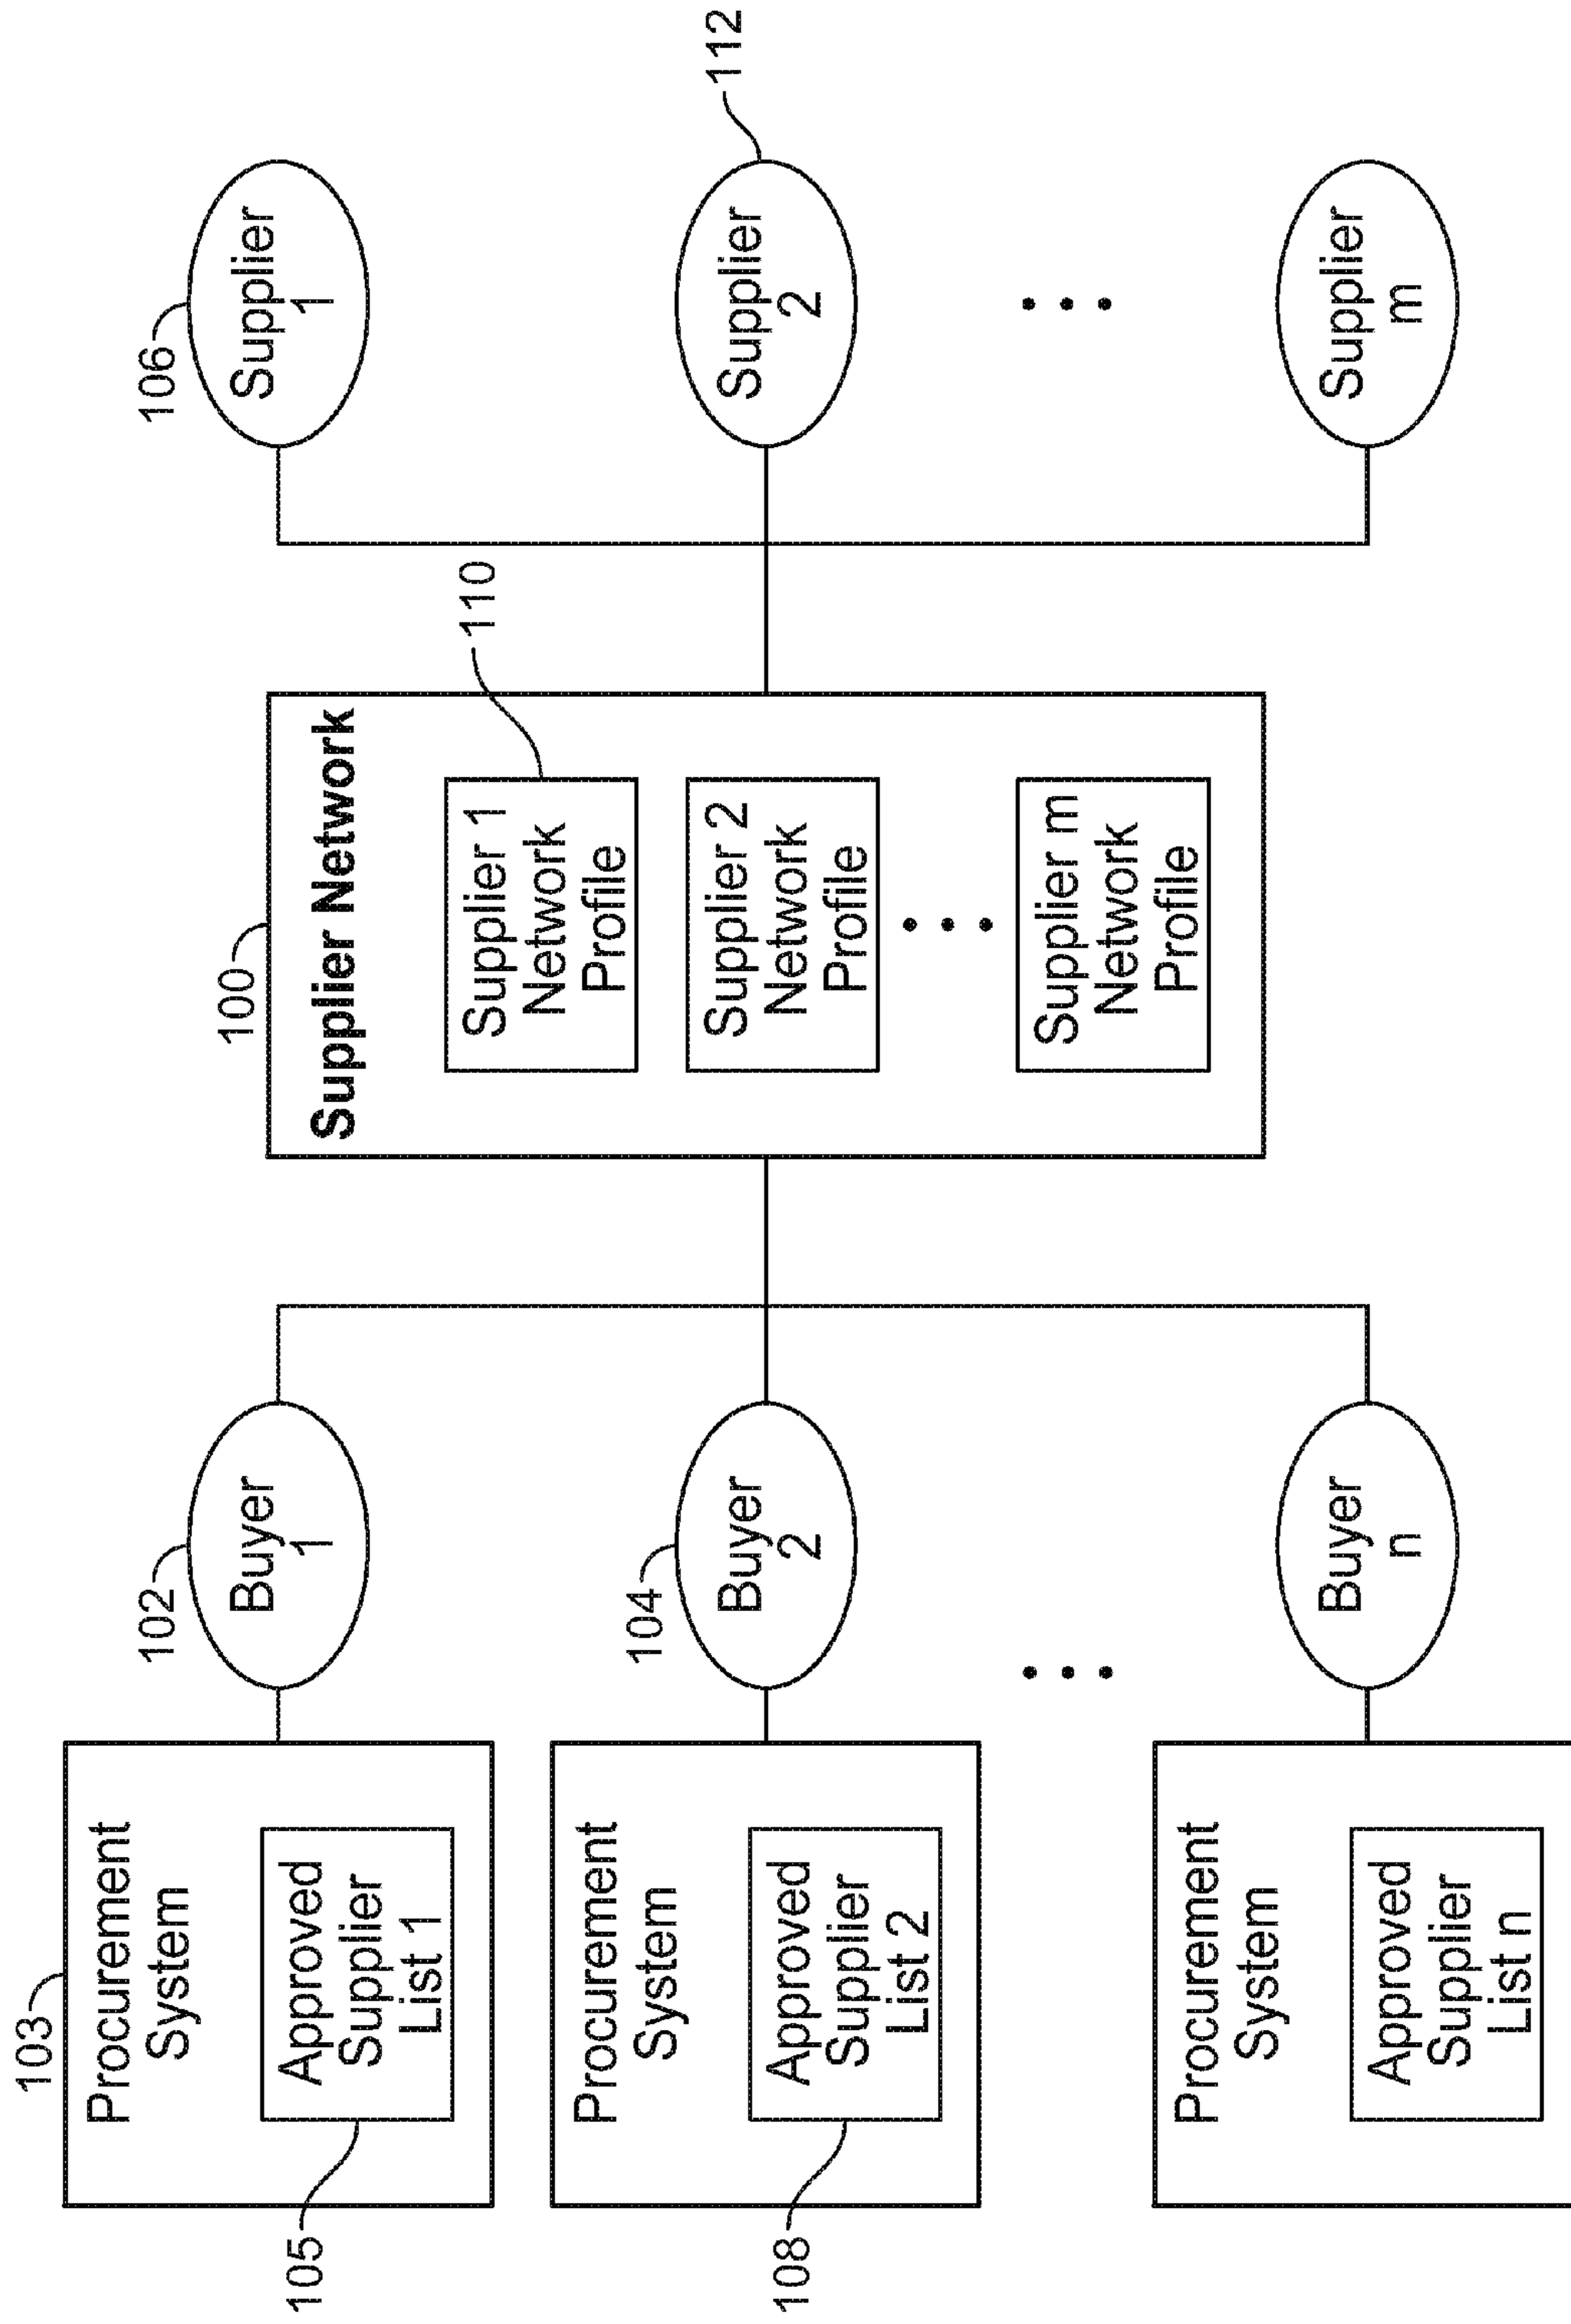 103
Procurement
System
Approved
Supplier
List 1
105
102
Buyer
1
100
Supplier Network
Supplier 1
Network
Profile
110
106
Supplier
1
Procurement
System
Approved
Supplier
List 2
108
104
Buyer
2
Supplier 2
Network
Profile
Supplier
2
112
Procurement
System
Approved
Supplier
List n
Buyer
n
Supplier m
Network
Profile
Supplier
m